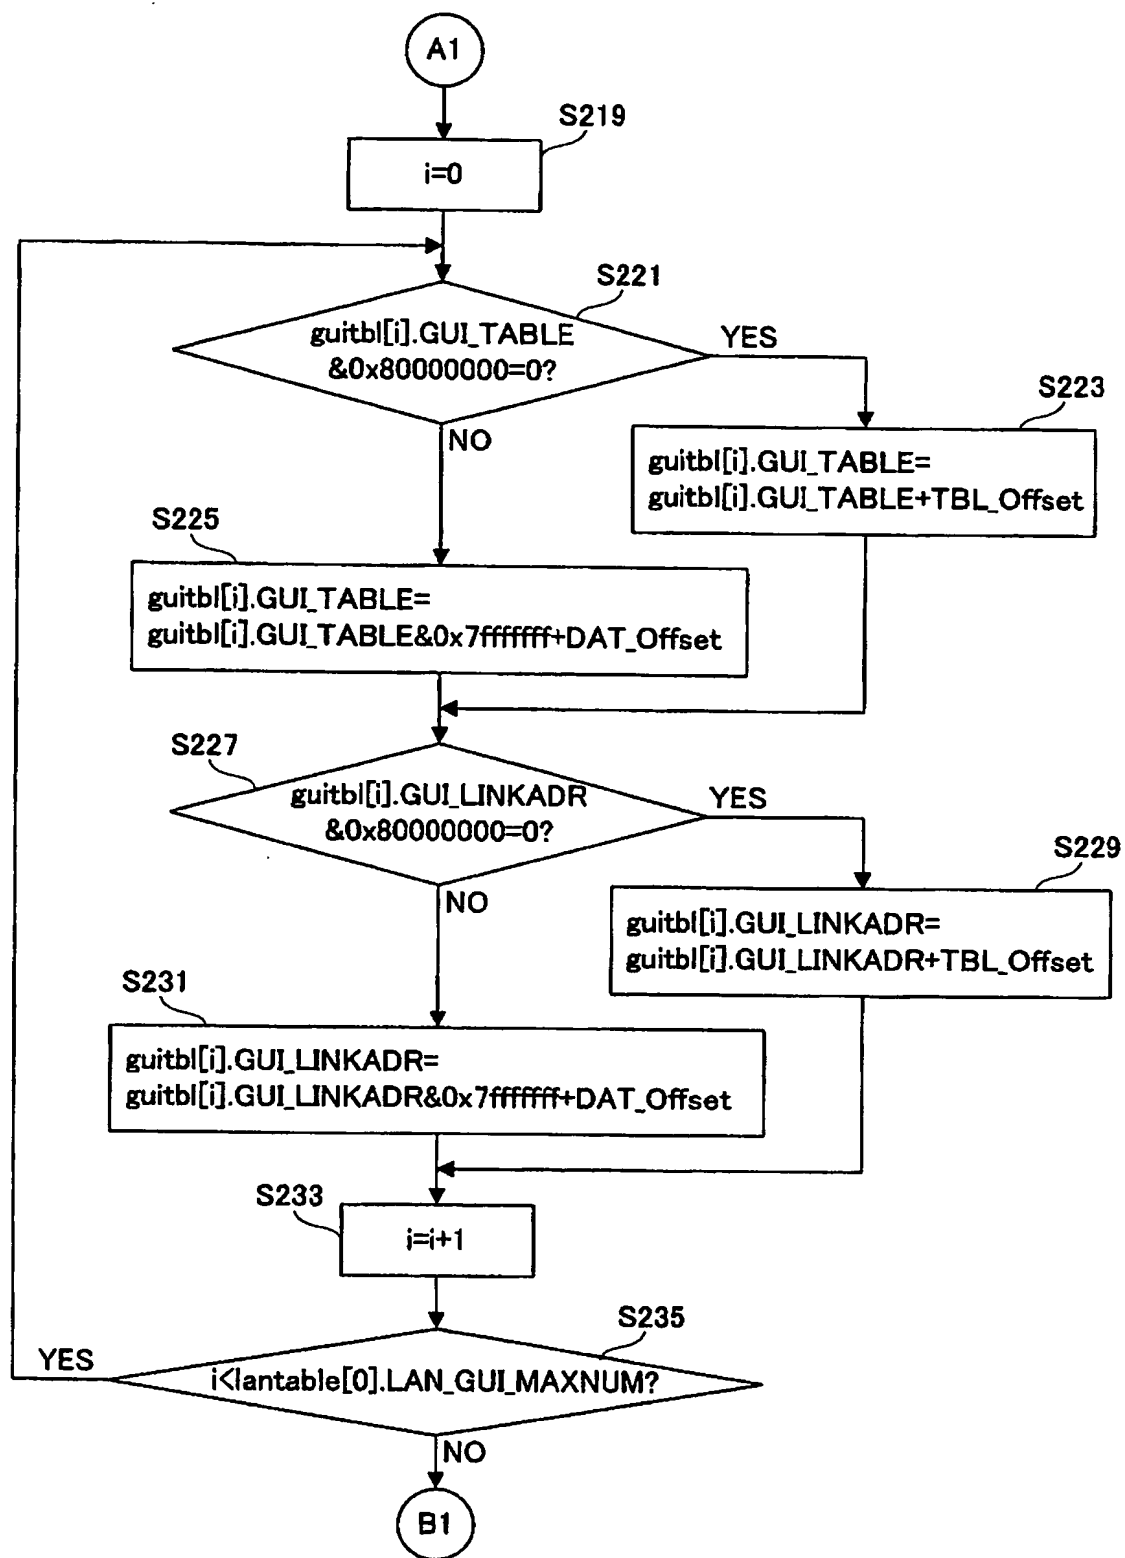 A1
S219
i=0
S221
guitbl[i].GUI_TABLE
&0x80000000=0?
YES
S223
NO
guitbl[i].GUI_TABLE=
guitbl[i].GUI_TABLE+TBL_Offset
S225
guitbl[i].GUI_TABLE=
guitbl[i].GUI_TABLE&0x7fffffff+DAT_Offset
S227
guitbl[i].GUI_LINKADR
&0x80000000=0?
YES
S229
NO
guitbl[i].GUI_LINKADR=
guitbl[i].GUI_LINKADR+TBL_Offset
S231
guitbl[i].GUI_LINKADR=
guitbl[i].GUI_LINKADR&0x7fffffff+DAT_Offset
S233
i=i+1
S235
YES
i<lantable[0].LAN_GUI_MAXNUM?
NO
B1